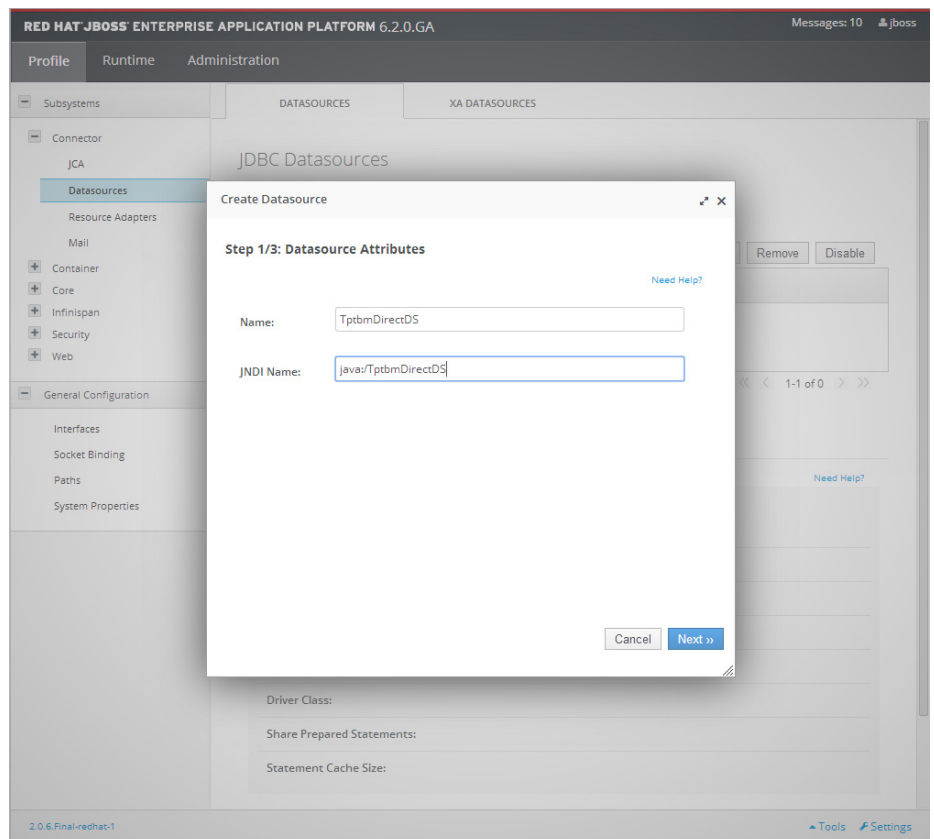 RED HAT JBOSS ENTERPRISE APPLICATION PLATFORM 6.2.0.GA
Messages: 10 jboss
Profile Runtime Administration
Subsystems
Connector
JCA
Datasources
Resource Adapters
Mail
Container
Core
Infinispan
Security
Web
General Configuration
Interfaces
Socket Binding
Paths
System Properties
DATASOURCES XA DATASOURCES
JDBC Datasources
Remove Disable
1-1 of 0
Need Help?
Create Datasource
Step 1/3: Datasource Attributes
Need Help?
Name: TptbmDirectDS
JNDI Name: java:/TptbmDirectDS
Cancel Next ››
Driver Class:
Share Prepared Statements:
Statement Cache Size:
2.0.6.Final-redhat-1
Tools Settings